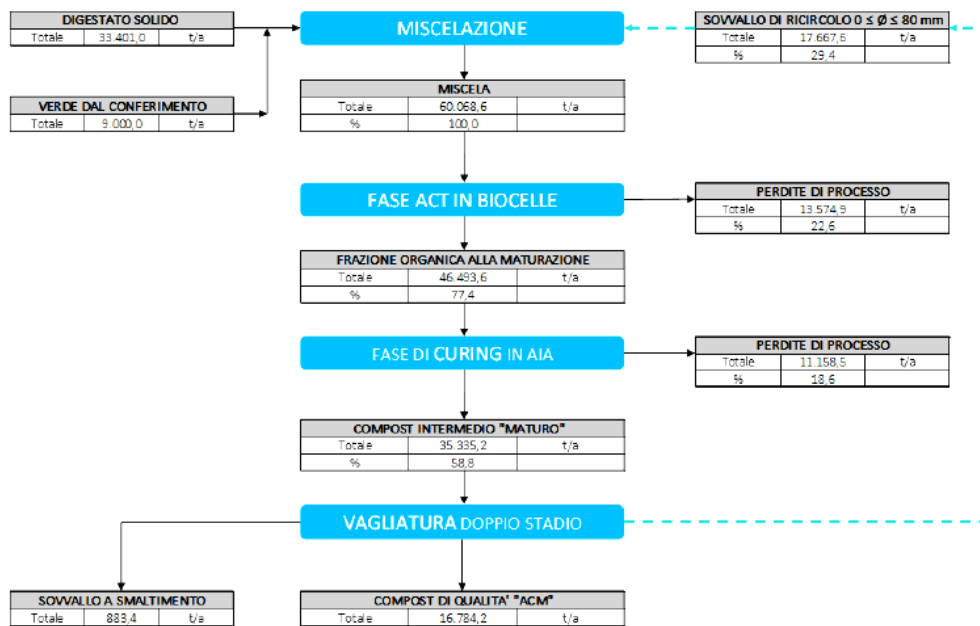 DIGESTATO SOLIDO
Totale 33.401,0 t/a
MISCELAZIONE
SOVVALLO DI RICIRCOLO 0 ≤ Ø ≤ 80 mm
Totale 17.667,6 t/a
% 29,4
VERDE DAL CONFERIMENTO
Totale 9.000,0 t/a
MISCELA
Totale 60.068,6 t/a
% 100,0
FASE ACT IN BIOCELLE
PERDITE DI PROCESSO
Totale 13.574,9 t/a
% 22,6
FRAZIONE ORGANICA ALLA MATURAZIONE
Totale 46.493,6 t/a
% 77,4
FASE DI CURING IN AIA
PERDITE DI PROCESSO
Totale 11.158,5 t/a
% 18,6
COMPOST INTERMEDIO "MATURO"
Totale 35.335,2 t/a
% 58,8
VAGLIATURA DOPPIO STADIO
SOVVALLO A SMALTIMENTO
Totale 883,4 t/a
COMPOST DI QUALITA' "ACM"
Totale 16.784,2 t/a